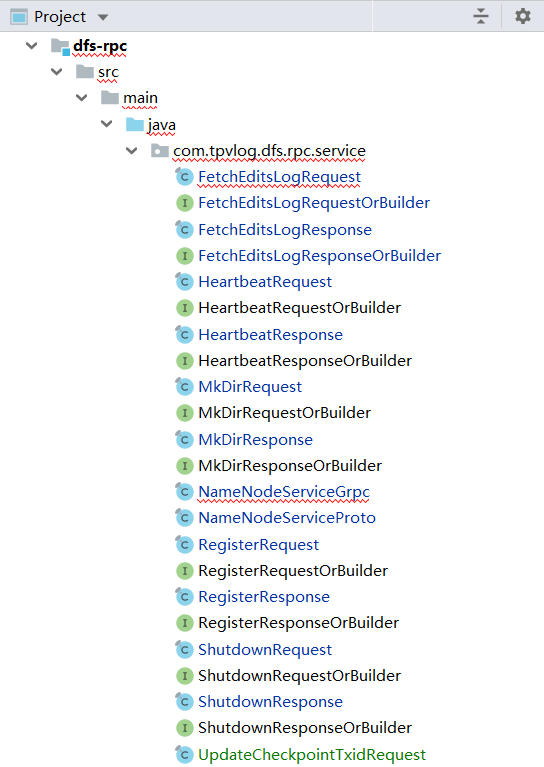 Project
dfs-rpc
src
main
java
com.tpvlog.dfs.rpc.service
C FetchEditsLogRequest
I FetchEditsLogRequestOrBuilder
C FetchEditsLogResponse
I FetchEditsLogResponseOrBuilder
C HeartbeatRequest
I HeartbeatRequestOrBuilder
C HeartbeatResponse
I HeartbeatResponseOrBuilder
C MkDirRequest
I MkDirRequestOrBuilder
C MkDirResponse
I MkDirResponseOrBuilder
C NameNodeServiceGrpc
C NameNodeServiceProto
C RegisterRequest
I RegisterRequestOrBuilder
C RegisterResponse
I RegisterResponseOrBuilder
C ShutdownRequest
I ShutdownRequestOrBuilder
C ShutdownResponse
I ShutdownResponseOrBuilder
C UpdateCheckpointTxidRequest